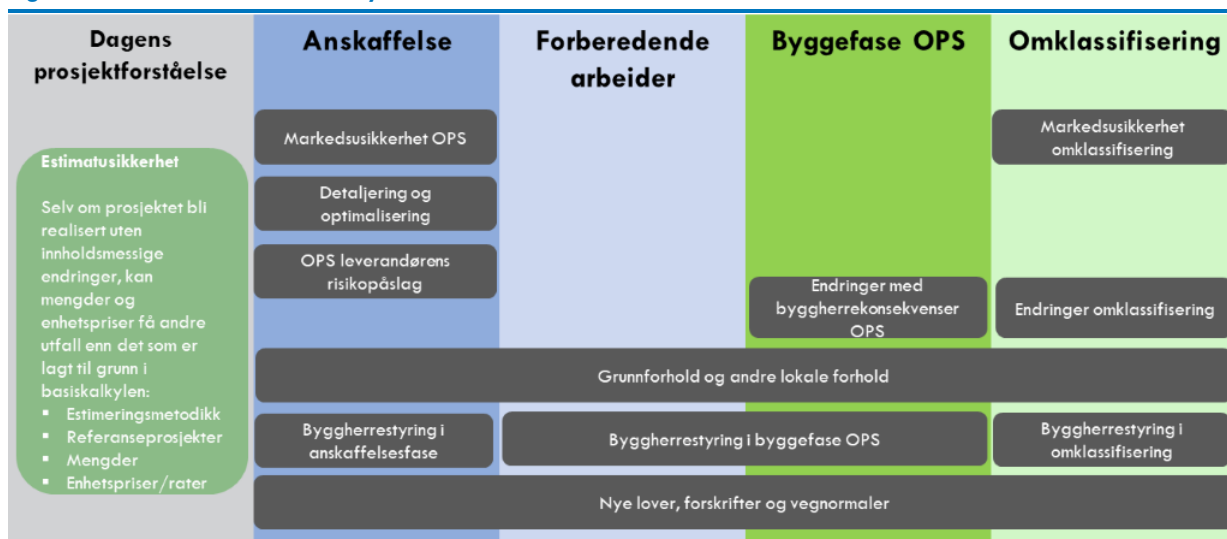 Dagens
prosjektforståelse
Anskaffelse
Forberedende
arbeider
Byggefase OPS
Omklassifisering
Estimatusikkerhet
Selv om prosjektet bli
realisert uten
innholdsmessige
endringer, kan
mengder og
enhetspriser få andre
utfall enn det som er
lagt til grunn i
basiskalkylen:
▪ Estimeringsmetodikk
▪ Referanseprosjekter
▪ Mengder
▪ Enhetspriser/rater
Markedsusikkerhet OPS
Markedsusikkerhet
omklassifisering
Detaljering og
optimalisering
OPS leverandørens
risikopåslag
Endringer med
byggherrekonsekvenser
OPS
Endringer omklassifisering
Grunnforhold og andre lokale forhold
Byggherrestyring i
anskaffelsesfase
Byggherrestyring i byggefase OPS
Byggherrestyring i
omklassifisering
Nye lover, forskrifter og vegnormaler